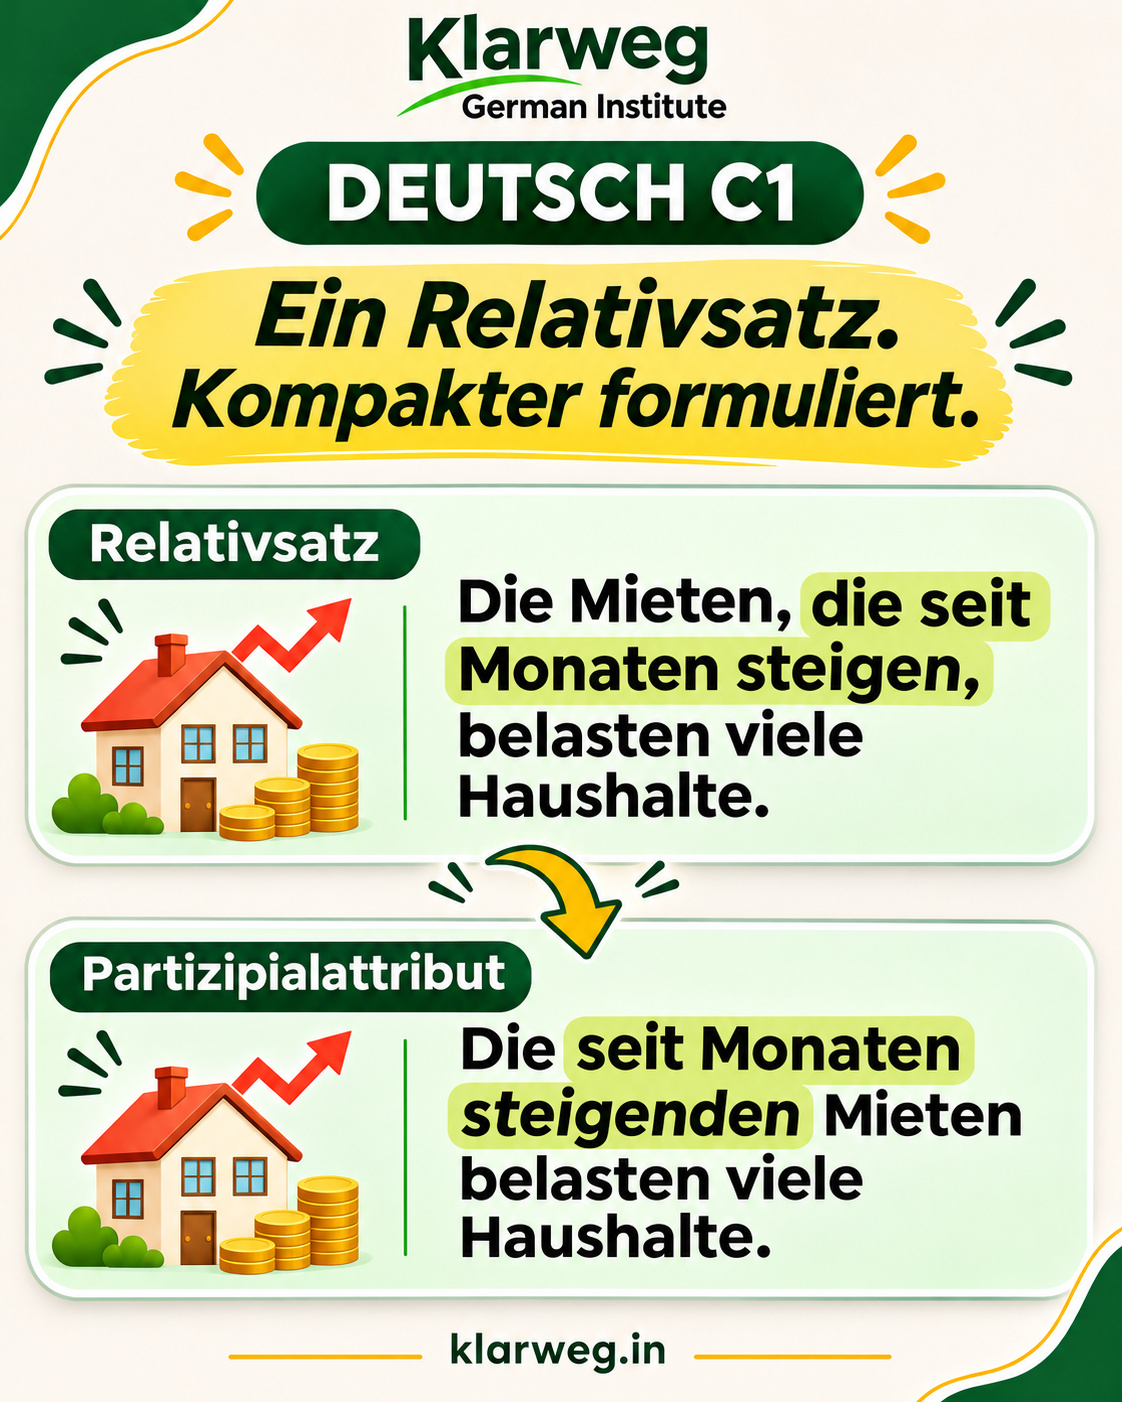 Klarweg
German Institute
DEUTSCH C1
Ein Relativsatz.
Kompakter formuliert.
Relativsatz
Die Mieten, die seit
Monaten steigen,
belasten viele
Haushalte.
Partizipialattribut
Die seit Monaten
steigenden Mieten
belasten viele
Haushalte.
klarweg.in